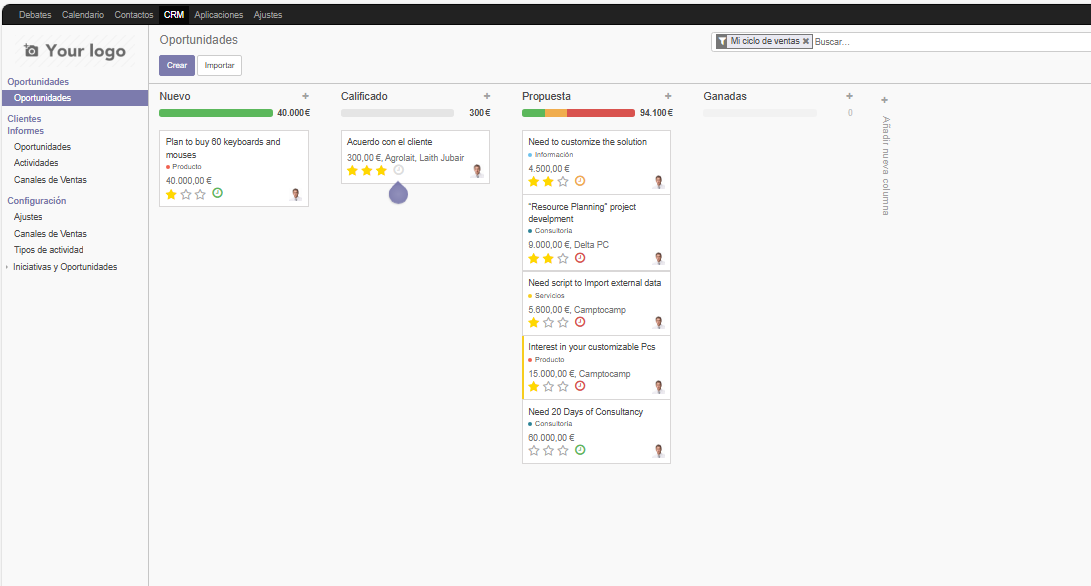 Debates Calendario Contactos CRM Aplicaciones Ajustes
Your logo
Oportunidades
Oportunidades
Clientes
Informes
Oportunidades
Actividades
Canales de Ventas
Configuración
Ajustes
Canales de Ventas
Tipos de actividad
Iniciativas y Oportunidades
Oportunidades
Mi ciclo de ventas × Buscar...
Crear Importar
Nuevo +
40.000 €
Plan to buy 60 keyboards and
mouses
Producto
40.000,00 €
Calificado +
300 €
Acuerdo con el cliente
300,00 €, Agrolait, Laith Jubair
Propuesta +
94.100 €
Need to customize the solution
Información
4.500,00 €
"Resource Planning" project
develpment
Consultoría
9.000,00 €, Delta PC
Need script to Import external data
Servicios
5.600,00 €, Camptocamp
Interest in your customizable Pcs
Producto
15.000,00 €, Camptocamp
Need 20 Days of Consultancy
Consultoría
60.000,00 €
Ganadas +
0
+
Añadir nueva columna